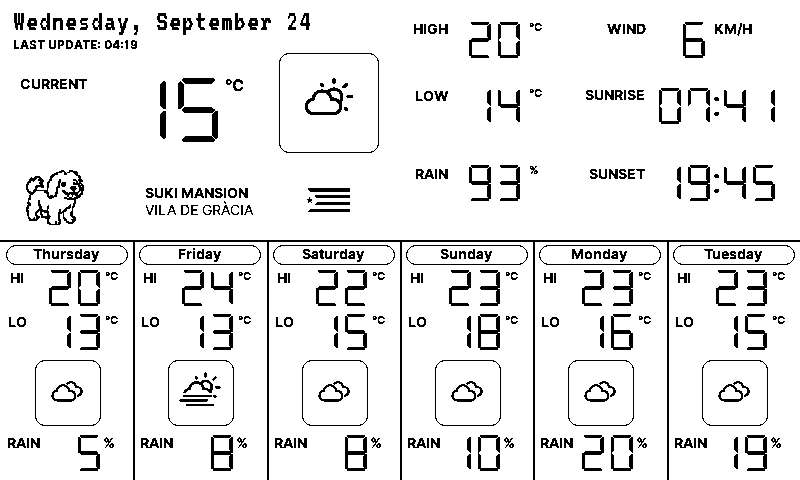 Wednesday, September 24
LAST UPDATE: 04:19
CURRENT 15 °C
SUKI MANSION
VILA DE GRÀCIA
HIGH 20 °C
WIND 6 KM/H
LOW 14 °C
SUNRISE 07:41
RAIN 93 %
SUNSET 19:45
Thursday
HI 20 °C
LO 13 °C
RAIN 5 %
Friday
HI 24 °C
LO 13 °C
RAIN 8 %
Saturday
HI 22 °C
LO 15 °C
RAIN 8 %
Sunday
HI 23 °C
LO 18 °C
RAIN 10 %
Monday
HI 23 °C
LO 16 °C
RAIN 20 %
Tuesday
HI 23 °C
LO 15 °C
RAIN 19 %